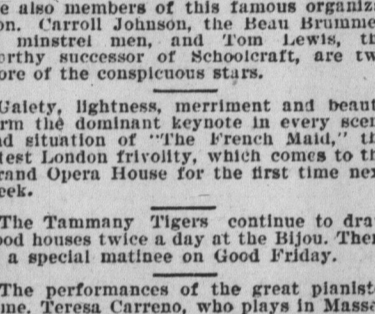 e also members of this famous organiz
on. Carroll Johnson, the Beau Brumme
minstrel men, and Tom Lewis, th
orthy successor of Schoolcraft, are tw
ore of the conspicuous stars.
Gaiety, lightness, merriment and beaut
rm the dominant keynote in every scen
nd situation of "The French Maid," th
test London frivolity, which comes to th
rand Opera House for the first time nex
eek.
The Tammany Tigers continue to dra
ood houses twice a day at the Bijou. Ther
a special matinee on Good Friday.
The performances of the great pianist
me. Teresa Carreno, who plays in Massa